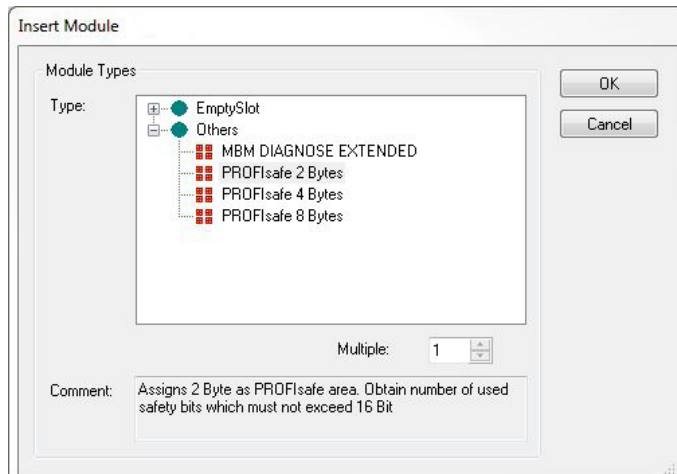 Insert Module
Module Types
OK
Type:
EmptySlot
Others
Cancel
MBM DIAGNOSE EXTENDED
PROFIsafe 2 Bytes
PROFIsafe 4 Bytes
PROFIsafe 8 Bytes
Multiple:
1
Comment:
Assigns 2 Byte as PROFIsafe area. Obtain number of used
safety bits which must not exceed 16 Bit